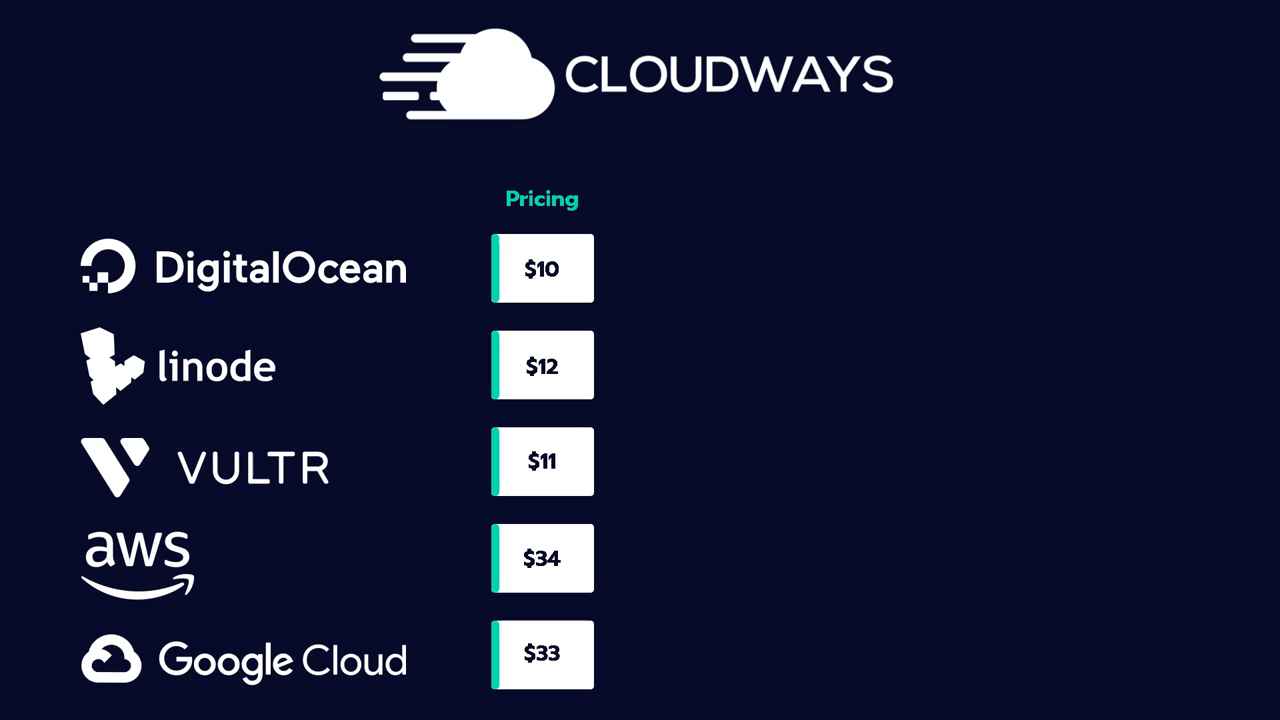 CLOUDWAYS
Pricing
DigitalOcean $10
linode $12
VULTR $11
aws $34
Google Cloud $33